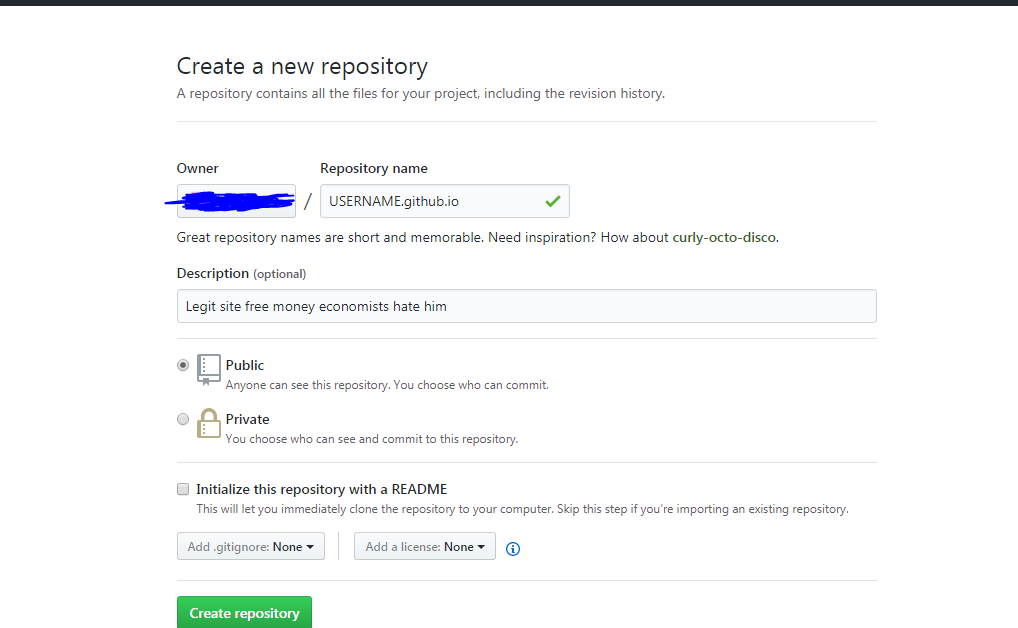 Create a new repository
A repository contains all the files for your project, including the revision history.
Owner
Repository name
/
USERNAME.github.io
Great repository names are short and memorable. Need inspiration? How about curly-octo-disco.
Description (optional)
Legit site free money economists hate him
Public
Anyone can see this repository. You choose who can commit.
Private
You choose who can see and commit to this repository.
Initialize this repository with a README
This will let you immediately clone the repository to your computer. Skip this step if you're importing an existing repository.
Add .gitignore: None
Add a license: None
Create repository